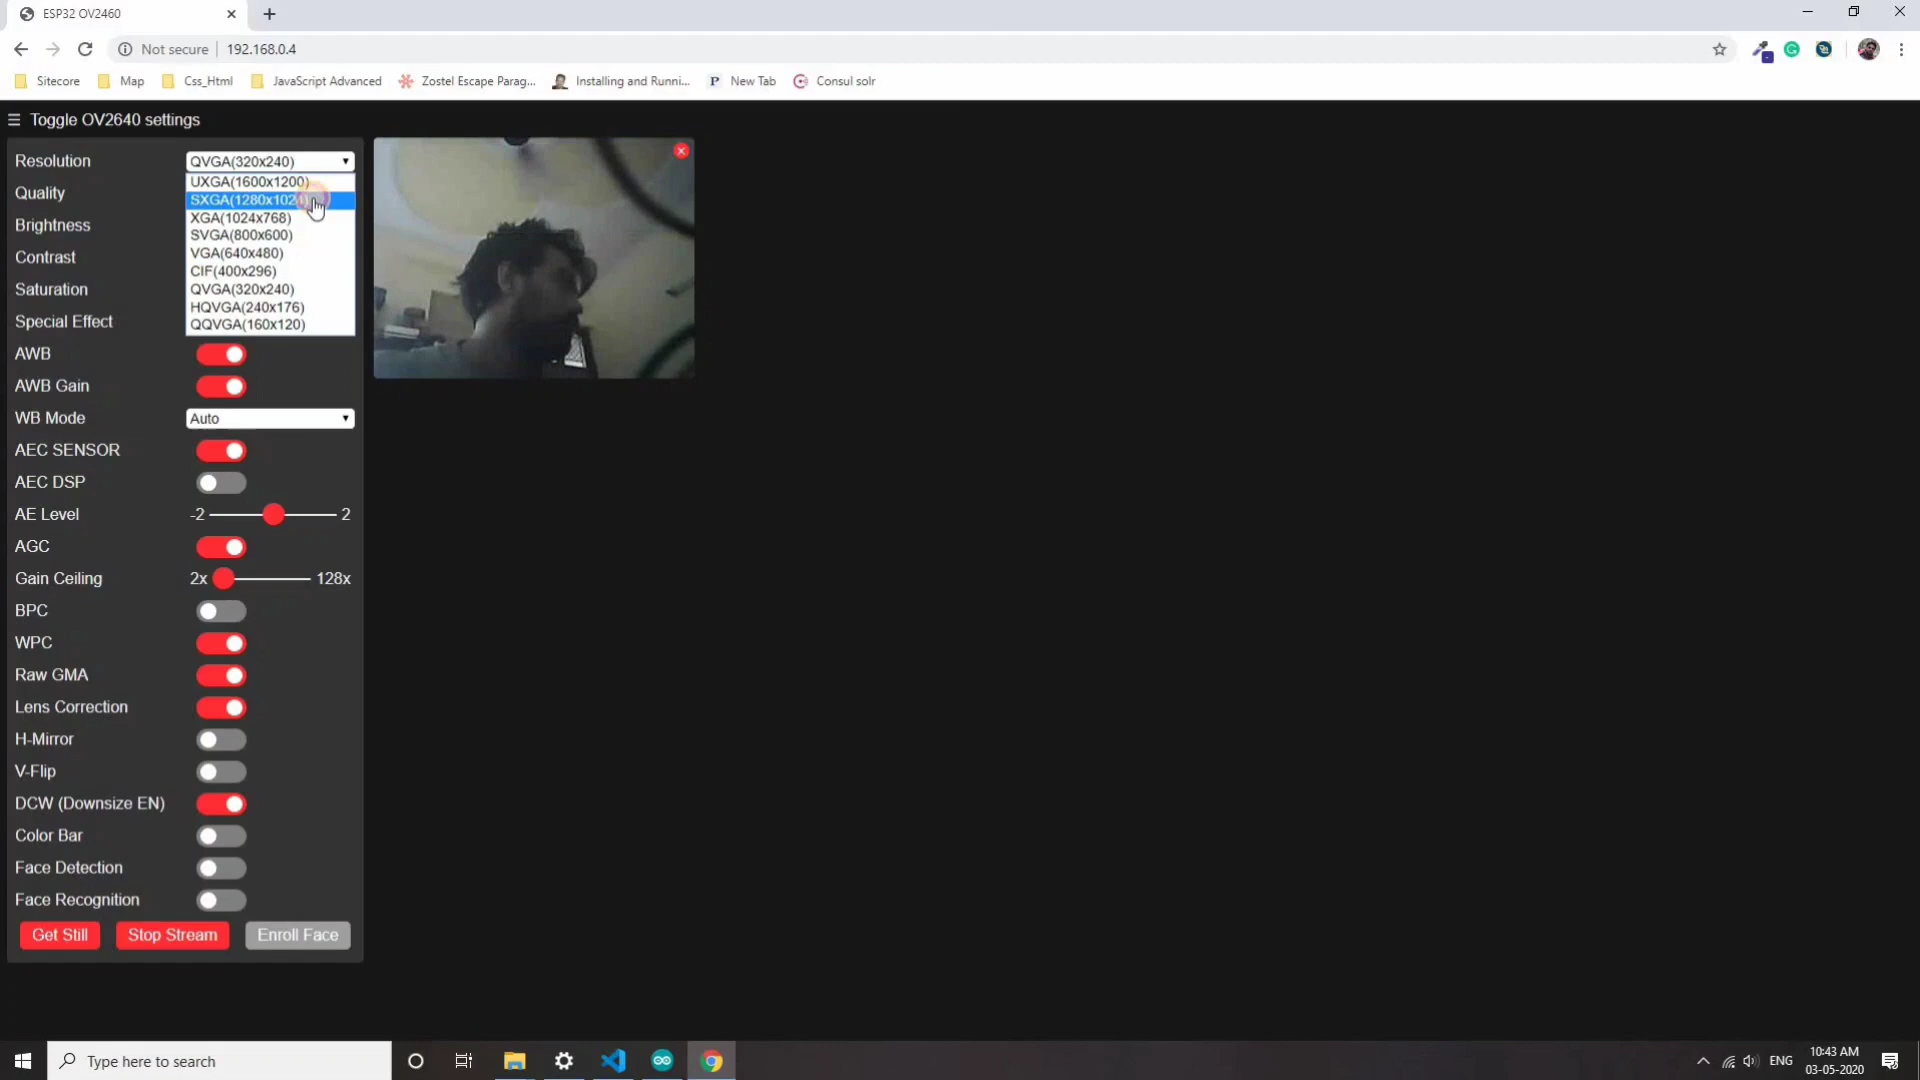 ESP32 OV2460
Not secure
192.168.0.4
Sitecore
Map
Css_Html
JavaScript Advanced
Zostel Escape Parag...
Installing and Runni...
New Tab
Consul solr
Toggle OV2640 settings
Resolution
QVGA(320x240)
UXGA(1600x1200)
Quality
SXGA(1280x1024)
XGA(1024x768)
Brightness
SVGA(800x600)
VGA(640x480)
Contrast
CIF(400x296)
Saturation
QVGA(320x240)
HQVGA(240x176)
Special Effect
QQVGA(160x120)
AWB
AWB Gain
WB Mode
Auto
AEC SENSOR
AEC DSP
AE Level
-2
2
AGC
Gain Ceiling
2x
128x
BPC
WPC
Raw GMA
Lens Correction
H-Mirror
V-Flip
DCW (Downsize EN)
Color Bar
Face Detection
Face Recognition
Get Still
Stop Stream
Enroll Face
Type here to search
ENG
10:43 AM
03-05-2020